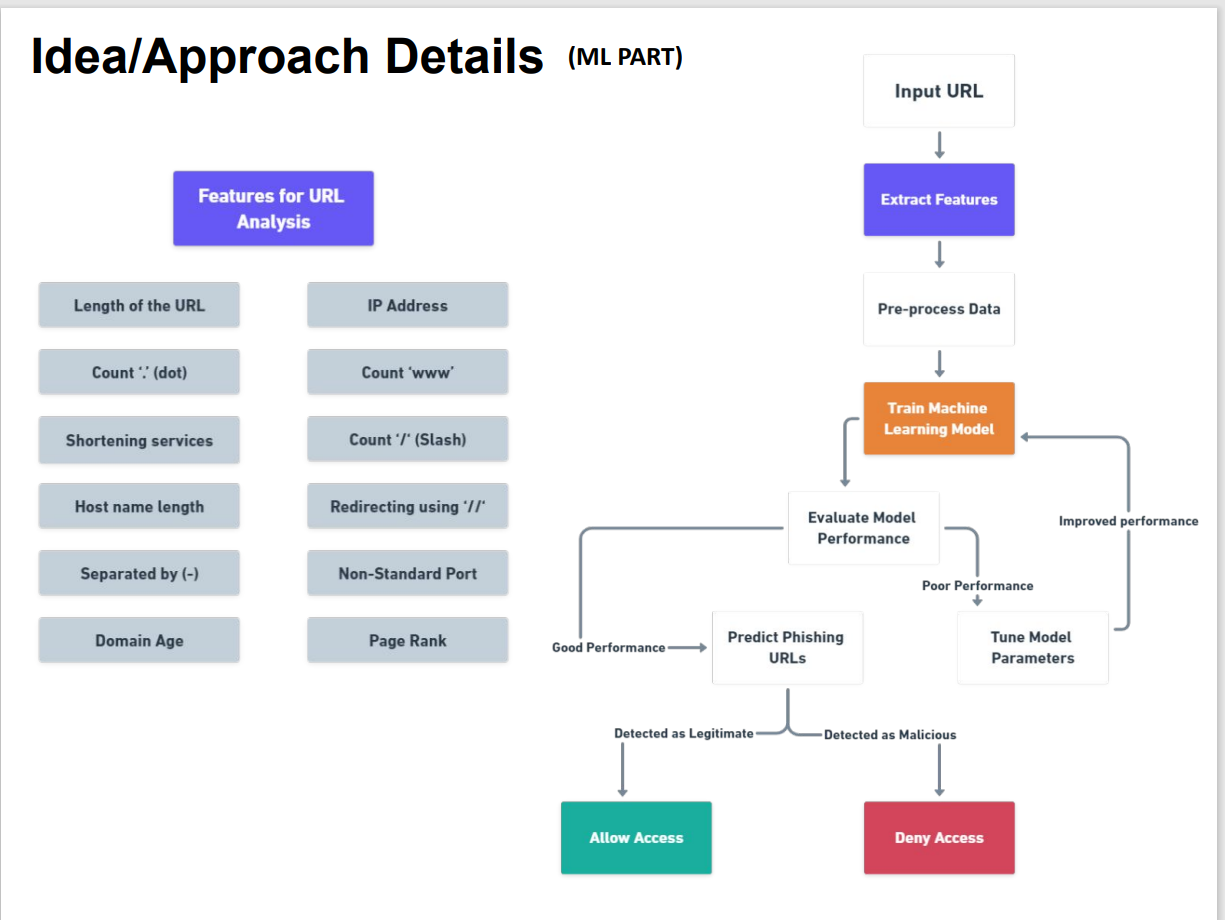 Idea/Approach Details (ML PART)
Features for URL
Analysis
Length of the URL
IP Address
Count ‘.’ (dot)
Count ‘www’
Shortening services
Count ‘/’ (Slash)
Host name length
Redirecting using ‘//‘
Separated by (-)
Non-Standard Port
Domain Age
Page Rank
Input URL
Extract Features
Pre-process Data
Train Machine
Learning Model
Evaluate Model
Performance
Improved performance
Poor Performance
Good Performance
Predict Phishing
URLs
Tune Model
Parameters
Detected as Legitimate
Detected as Malicious
Allow Access
Deny Access